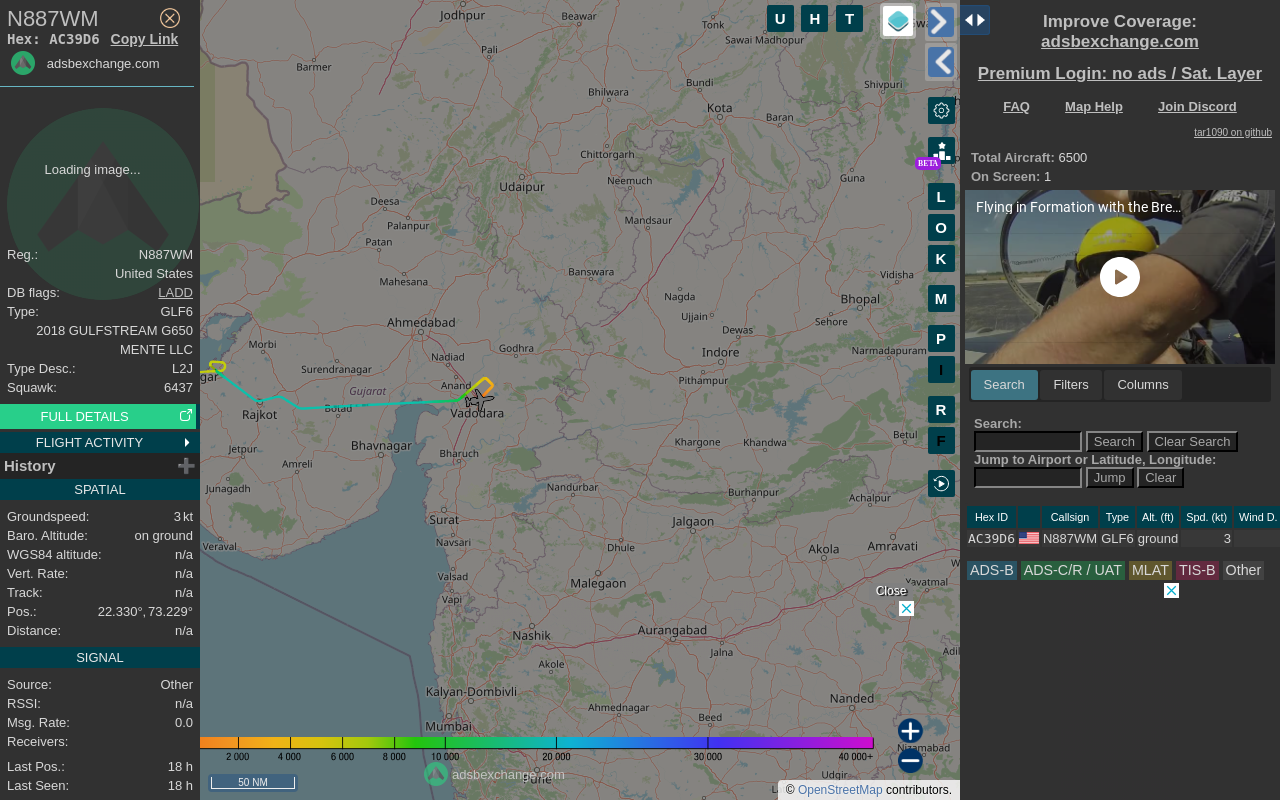 N887WM
Hex: AC39D6 Copy Link
adsbexchange.com
Loading image...
Reg.: N887WM
United States
DB flags: LADD
Type: GLF6
2018 GULFSTREAM G650
MENTE LLC
Type Desc.: L2J
Squawk: 6437
FULL DETAILS
FLIGHT ACTIVITY
History
SPATIAL
Groundspeed: 3 kt
Baro. Altitude: on ground
WGS84 altitude: n/a
Vert. Rate: n/a
Track: n/a
Pos.: 22.330°, 73.229°
Distance: n/a
SIGNAL
Source: Other
RSSI: n/a
Msg. Rate: 0.0
Receivers:
Last Pos.: 18 h
Last Seen: 18 h
Jodhpur
Beawar
Tonk
Sawai Madhopur
Pali
Barmer
Bundi
Shivpuri
Bhilwara
Kota
Baran
Chittorgarh
Guna
Udaipur
Neemuch
Deesa
Mandsaur
Palanpur
Patan
Mahesana
Banswara
Vidisha
Nagda
Bhopal
Ujjain
Sehore
Ahmedabad
Dewas
Morbi
Godhra
Indore
Nadiad
Narmadapuram
Surendranagar
Anand
Pithampur
Gujarat
gar
Rajkot
Botad
Vadodara
Bhavnagar
Jetpur
Bharuch
Khargone
Khandwa
Betul
Amreli
Junagadh
Nandurbar
Burhanpur
Achalpur
Surat
Jalgaon
Veraval
Navsari
Dhule
Akola
Amravati
Valsad
Malegaon
Yavatmal
Vapi
Nashik
Aurangabad
Jalna
Akole
Adil
Kalyan-Dombivli
Nanded
Ahmednagar
Beed
Mumbai
Nizamabad
Pune
Udgir
U H T
BETA
L
O
K
M
P
I
R
F
Close
2 000 4 000 6 000 8 000 10 000 20 000 30 000 40 000+
50 NM
adsbexchange.com
© OpenStreetMap contributors.
Improve Coverage:
adsbexchange.com
Premium Login: no ads / Sat. Layer
FAQ Map Help Join Discord
tar1090 on github
Total Aircraft: 6500
On Screen: 1
Flying in Formation with the Bre...
Search Filters Columns
Search:
Search Clear Search
Jump to Airport or Latitude, Longitude:
Jump Clear
Hex ID Callsign Type Alt. (ft) Spd. (kt) Wind D.
AC39D6 N887WM GLF6 ground 3
ADS-B ADS-C/R / UAT MLAT TIS-B Other